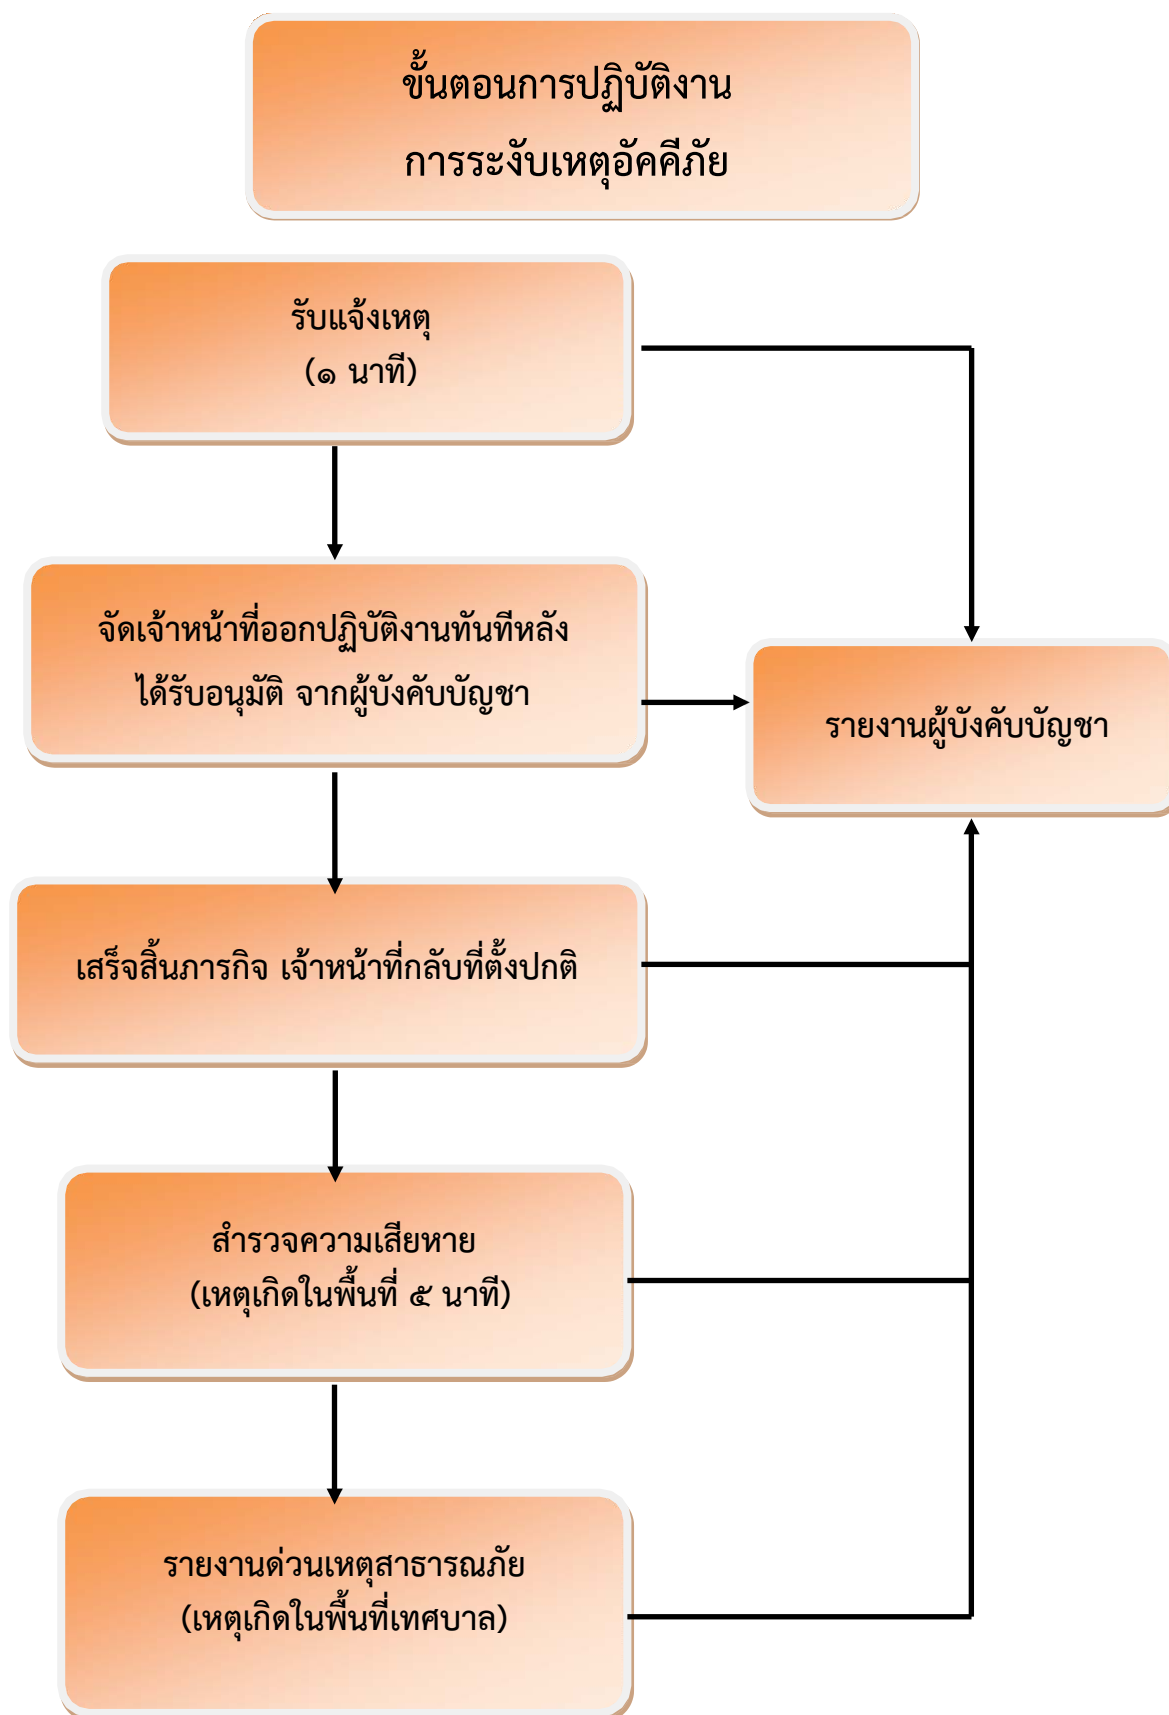 ขั้นตอนการปฏิบัติงาน
การระงับเหตุอัคคีภัย
รับแจ้งเหตุ
(๑ นาที)
จัดเจ้าหน้าที่ออกปฏิบัติงานทันทีหลัง
ได้รับอนุมัติ จากผู้บังคับบัญชา
รายงานผู้บังคับบัญชา
เสร็จสิ้นภารกิจ เจ้าหน้าที่กลับที่ตั้งปกติ
สำรวจความเสียหาย
(เหตุเกิดในพื้นที่ ๕ นาที)
รายงานด่วนเหตุสาธารณภัย
(เหตุเกิดในพื้นที่เทศบาล)